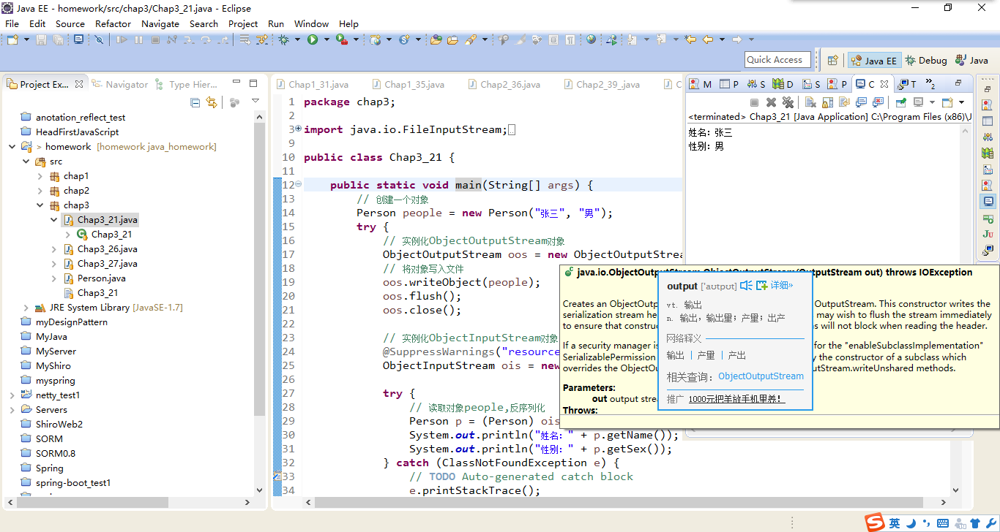 Java EE - homework/src/chap3/Chap3_21.java - Eclipse
File Edit Source Refactor Navigate Search Project Run Window Help
Quick Access
Java EE Debug Java
Project Ex... Navigator Type Hier...
anotation_reflect_test
HeadFirstJavaScript
> homework [homework java_homework]
src
chap1
chap2
chap3
Chap3_21.java
Chap3_21
Chap3_26.java
Chap3_27.java
Person.java
Chap3_21
JRE System Library [JavaSE-1.7]
myDesignPattern
MyJava
MyServer
MyShiro
myspring
netty_test1
Servers
ShiroWeb2
SORM
SORM0.8
Spring
spring-boot_test1
Chap1_31.java Chap1_35.java Chap2_36.java Chap2_39_.java C
1 package chap3;
2
3 import java.io.FileInputStream;
9
10 public class Chap3_21 {
11
12 public static void main(String[] args) {
13 // 创建一个对象
14 Person people = new Person("张三", "男");
15 try {
16 // 实例化ObjectOutputStream对象
17 ObjectOutputStream oos = new ObjectOutputStrea
18 // 将对象写入文件
19 oos.writeObject(people);
20 oos.flush();
21 oos.close();
22
23 // 实例化ObjectInputStream对象
24 @SuppressWarnings("resource
25 ObjectInputStream ois = new
26
27 try {
28 // 读取对象people,反序列化
29 Person p = (Person) ois
30 System.out.println("姓名：" + p.getName());
31 System.out.println("性别：" + p.getSex());
32 } catch (ClassNotFoundException e) {
33 // TODO Auto-generated catch block
34 e.printStackTrace();
M P S D S P C T »2
<terminated> Chap3_21 [Java Application] C:\Program Files (x86)\J
姓名：张三
性别：男
java.io.ObjectOutputStream.ObjectOutputStream(OutputStream out) throws IOException
Creates an ObjectOutp OutputStream. This constructor writes the
serialization stream he may wish to flush the stream immediately
to ensure that constru s will not block when reading the header.
If a security manager is for the "enableSubclassImplementation"
SerializablePermission y the constructor of a subclass which
overrides the ObjectOu tStream.writeUnshared methods.
Parameters:
out output strea
Throws:
output ['aʊtpʊt] 详细»
vt. 输出
n. 输出，输出量；产量；出产
网络释义
输出 | 产量 | 产出
相关查询： ObjectOutputStream
推广 1000元把羊放手机里养！
JU
英